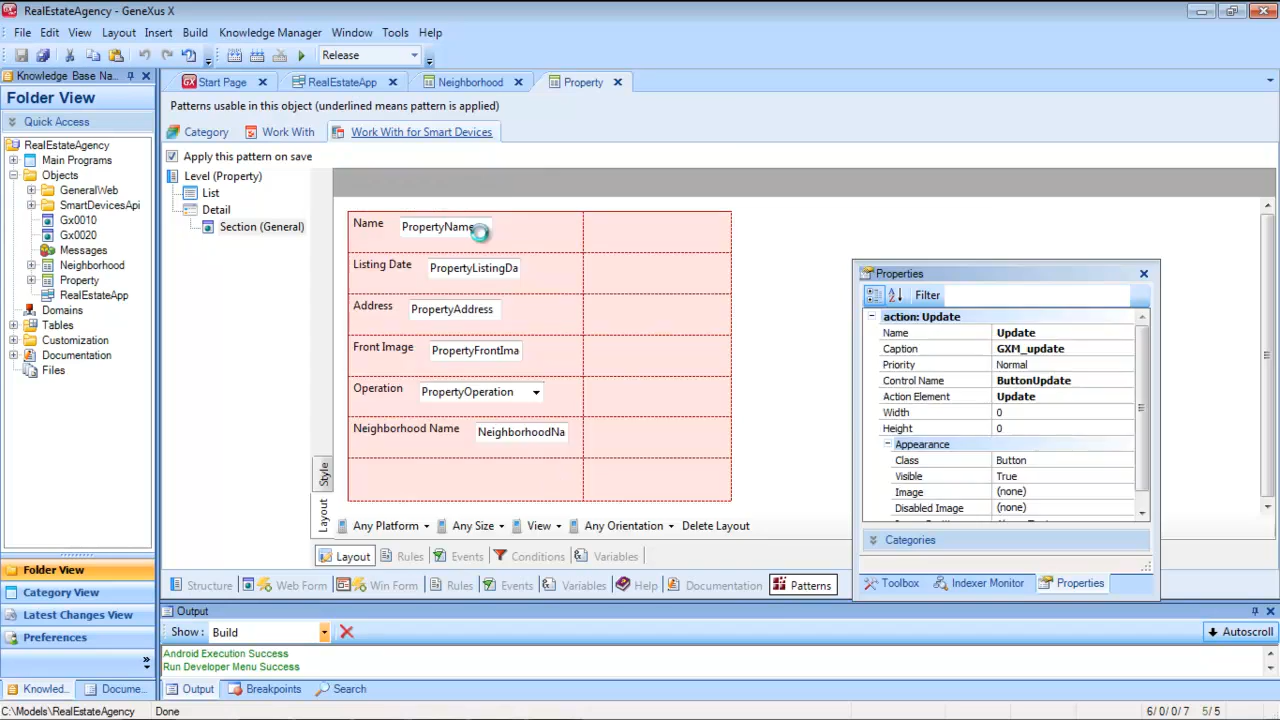 RealEstateAgency - GeneXus X
File Edit View Layout Insert Build Knowledge Manager Window Tools Help
Release
Knowledge Base Na...
Start Page RealEstateApp Neighborhood Property
Folder View
Patterns usable in this object (underlined means pattern is applied)
Quick Access
Category Work With Work With for Smart Devices
RealEstateAgency
Main Programs
Objects
GeneralWeb
SmartDevicesApi
Gx0010
Gx0020
Messages
Neighborhood
Property
RealEstateApp
Domains
Tables
Customization
Documentation
Files
Apply this pattern on save
Level (Property)
List
Detail
Section (General)
Name PropertyName
Listing Date PropertyListingDa
Address PropertyAddress
Front Image PropertyFrontIma
Operation PropertyOperation
Neighborhood Name NeighborhoodNa
Style
Layout
Any Platform Any Size View Any Orientation Delete Layout
Layout Rules Events Conditions Variables
Structure Web Form Win Form Rules Events Variables Help Documentation Patterns
Properties
Filter
action: Update
Name Update
Caption GXM_update
Priority Normal
Control Name ButtonUpdate
Action Element Update
Width 0
Height 0
Appearance
Class Button
Visible True
Image (none)
Disabled Image (none)
Categories
Toolbox Indexer Monitor Properties
Folder View
Category View
Latest Changes View
Preferences
Knowled... Docume...
Output
Show: Build
Autoscroll
Android Execution Success
Run Developer Menu Success
Output Breakpoints Search
C:\Models\RealEstateAgency Done 6/0/0/7 5/5